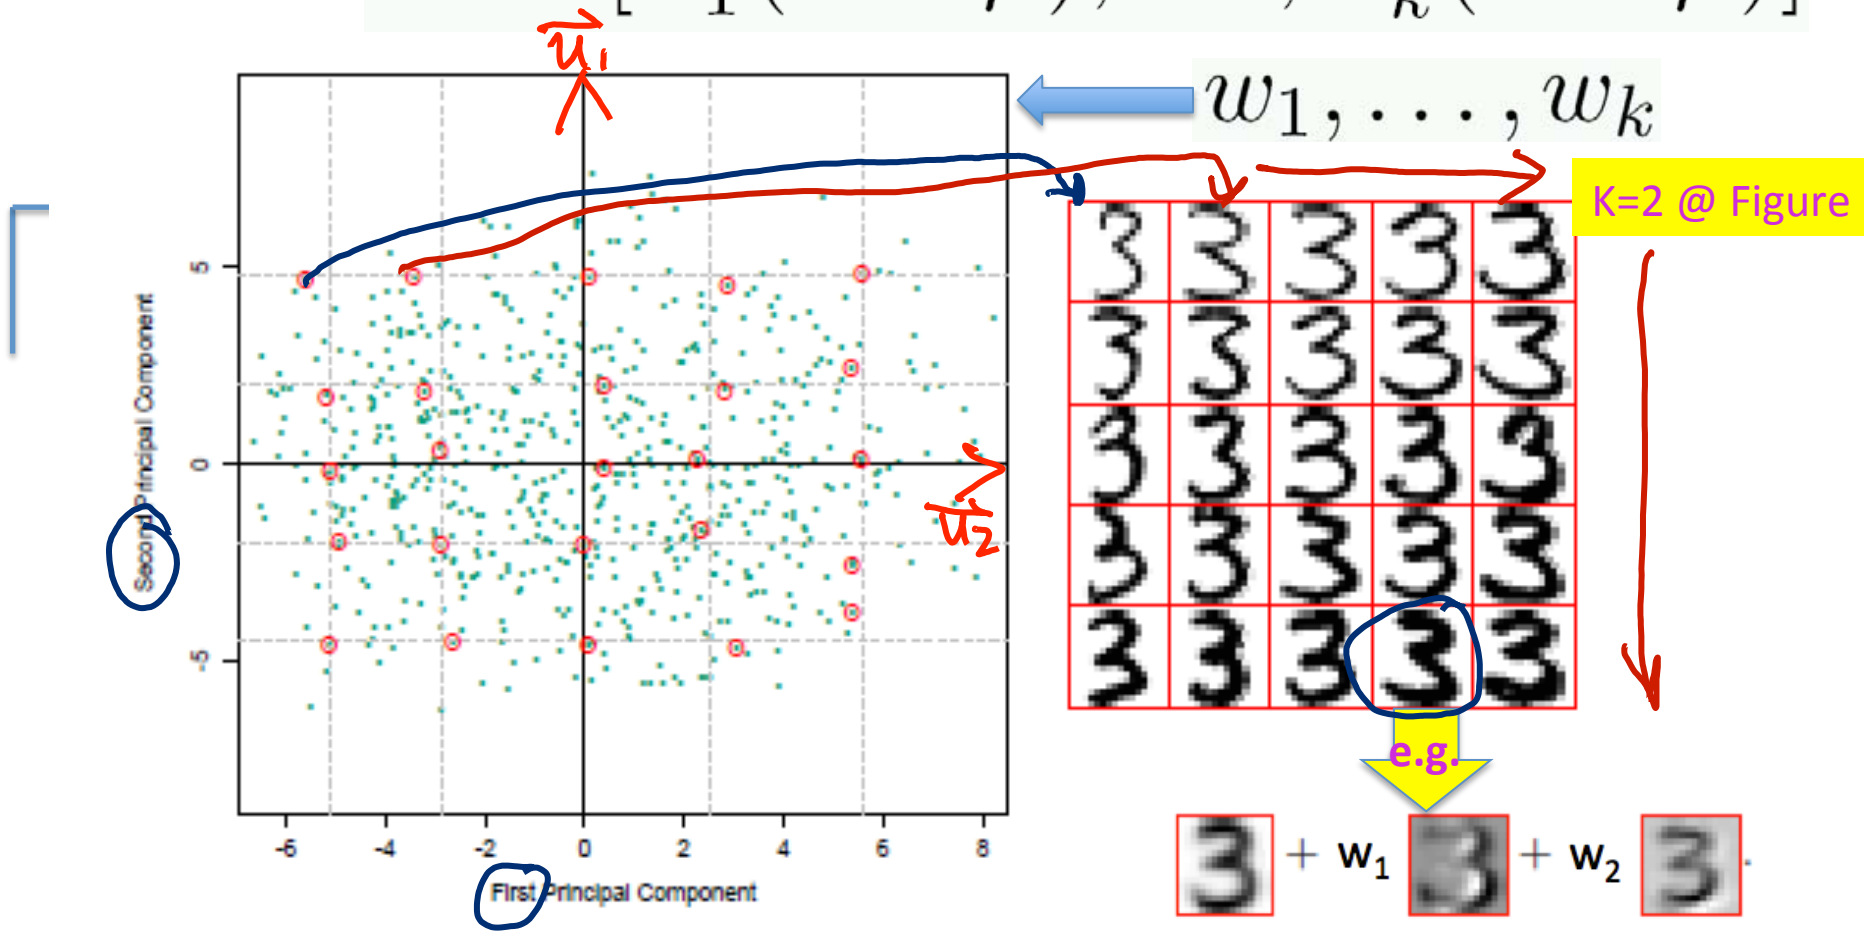 u₁
w₁, . . . , wₖ
K=2 @ Figure
5
0
-5
Second Principal Component
u₂
-6 -4 -2 0 2 4 6 8
First Principal Component
e.g.
+ w₁ + w₂ .